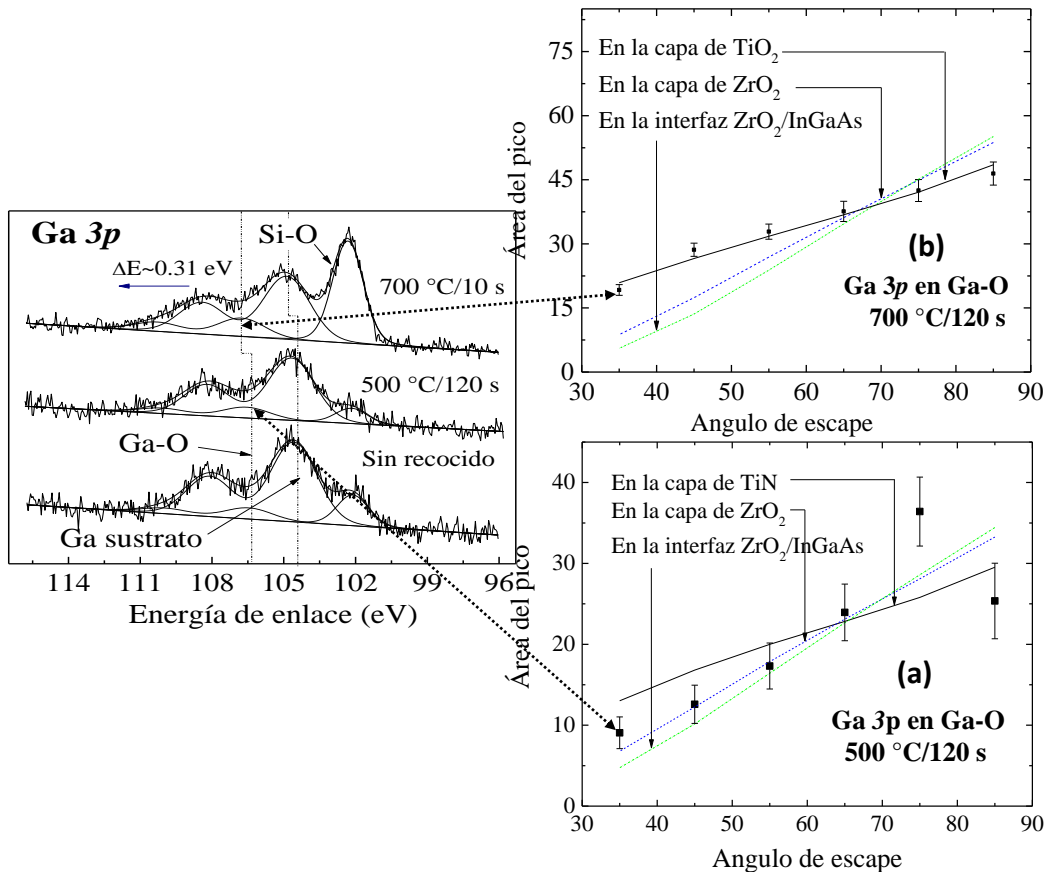 Ga 3p
Si-O
ΔE~0.31 eV
700 °C/10 s
500 °C/120 s
Ga-O
Sin recocido
Ga sustrato
114 111 108 105 102 99 96
Energía de enlace (eV)
Área del pico
75
60
45
30
15
0
En la capa de TiO2
En la capa de ZrO2
En la interfaz ZrO2/InGaAs
(b)
Ga 3p en Ga-O
700 °C/120 s
30 40 50 60 70 80 90
Angulo de escape
Área del pico
40
30
20
10
0
En la capa de TiN
En la capa de ZrO2
En la interfaz ZrO2/InGaAs
(a)
Ga 3p en Ga-O
500 °C/120 s
30 40 50 60 70 80 90
Angulo de escape